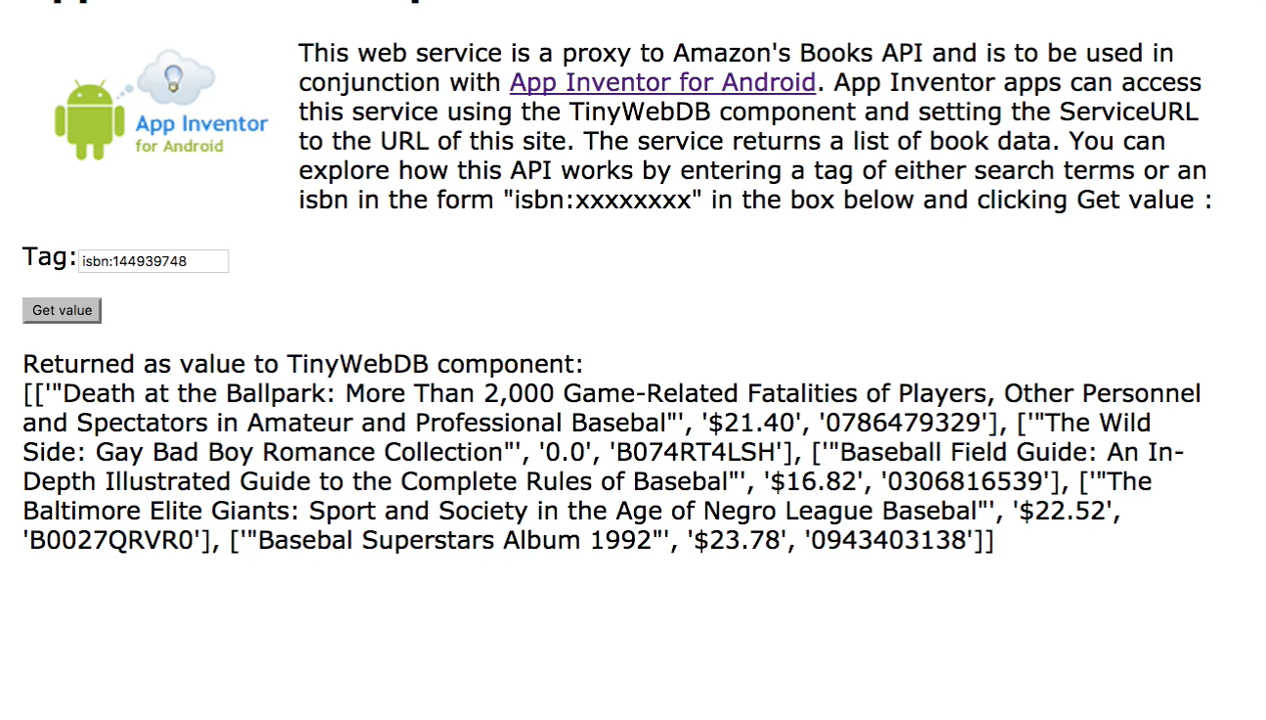 This web service is a proxy to Amazon's Books API and is to be used in
conjunction with App Inventor for Android. App Inventor apps can access
this service using the TinyWebDB component and setting the ServiceURL
to the URL of this site. The service returns a list of book data. You can
explore how this API works by entering a tag of either search terms or an
isbn in the form "isbn:xxxxxxxx" in the box below and clicking Get value :
App Inventor
for Android
Tag: isbn:144939748
Get value
Returned as value to TinyWebDB component:
[['"Death at the Ballpark: More Than 2,000 Game-Related Fatalities of Players, Other Personnel
and Spectators in Amateur and Professional Basebal"', '$21.40', '0786479329'], ['"The Wild
Side: Gay Bad Boy Romance Collection"', '0.0', 'B074RT4LSH'], ['"Baseball Field Guide: An In-
Depth Illustrated Guide to the Complete Rules of Basebal"', '$16.82', '0306816539'], ['"The
Baltimore Elite Giants: Sport and Society in the Age of Negro League Basebal"', '$22.52',
'B0027QRVR0'], ['"Basebal Superstars Album 1992"', '$23.78', '0943403138']]